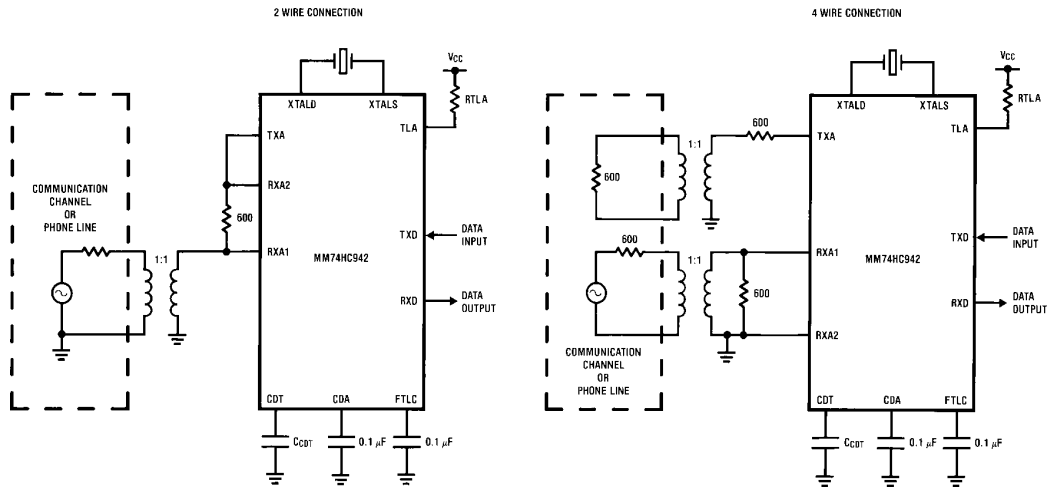 2 WIRE CONNECTION
XTALD
XTALS
VCC
RTLA
TLA
TXA
RXA2
600
RXA1
COMMUNICATION
CHANNEL
OR
PHONE LINE
1:1
TXD
DATA
INPUT
MM74HC942
RXD
DATA
OUTPUT
CDT
CDA
FTLC
CCDT
0.1 µF
0.1 µF
4 WIRE CONNECTION
XTALD
XTALS
VCC
RTLA
TLA
600
TXA
1:1
600
600
1:1
RXA1
600
RXA2
COMMUNICATION
CHANNEL
OR
PHONE LINE
TXD
DATA
INPUT
MM74HC942
RXD
DATA
OUTPUT
CDT
CDA
FTLC
CCDT
0.1 µF
0.1 µF